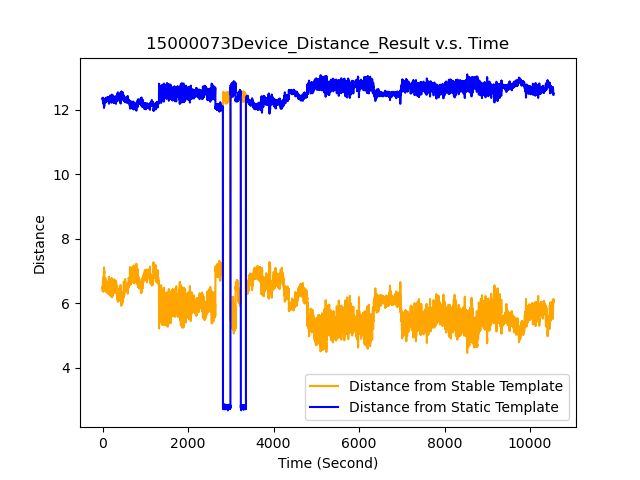 15000073Device_Distance_Result v.s. Time
Distance
12
10
8
6
4
0
2000
4000
6000
8000
10000
Time (Second)
Distance from Stable Template
Distance from Static Template